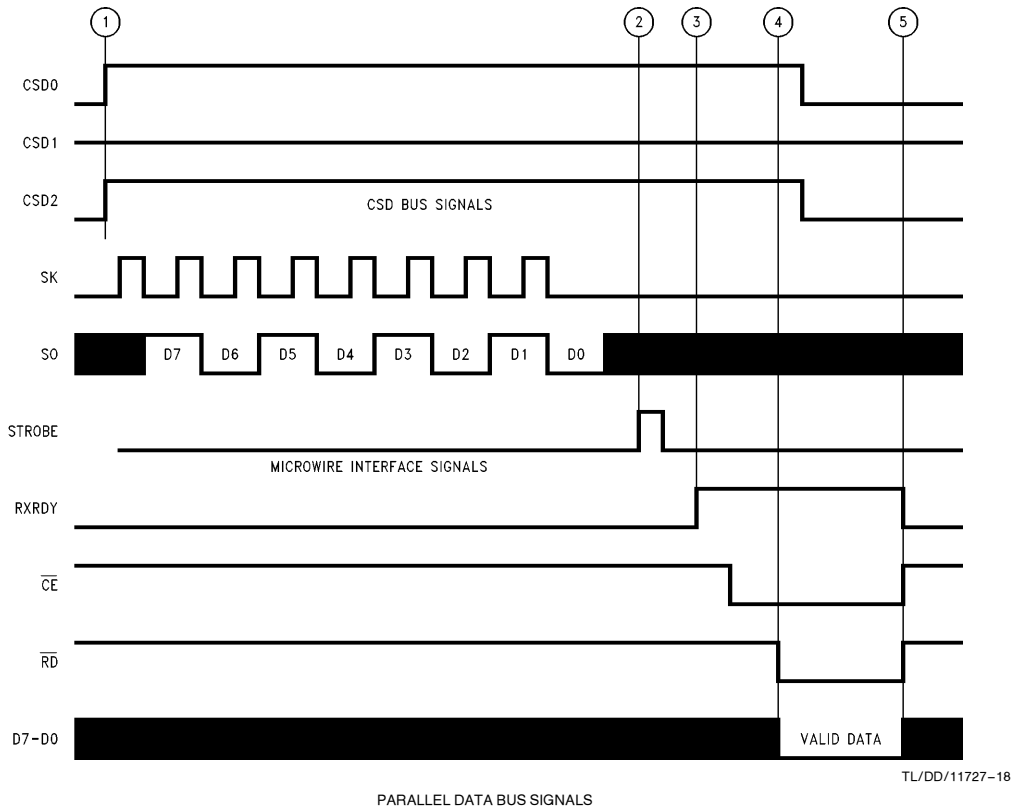 1 2 3 4 5
CSD0
CSD1
CSD2
CSD BUS SIGNALS
SK
SO D7 D6 D5 D4 D3 D2 D1 D0
STROBE
MICROWIRE INTERFACE SIGNALS
RXRDY
CE
RD
D7-D0 VALID DATA
TL/DD/11727–18
PARALLEL DATA BUS SIGNALS